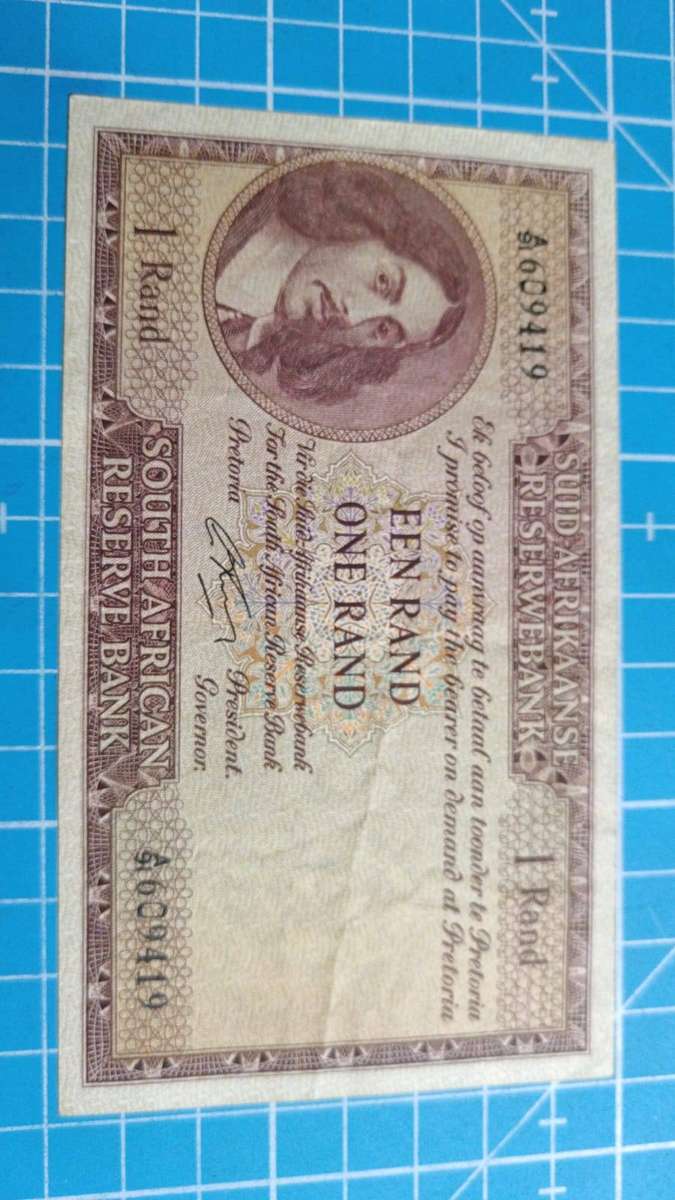 SUID-AFRIKAANSE
RESERWEBANK
609419
1 Rand
Ek beloof op aanvraag te betaal aan toonder te Pretoria
I promise to pay the bearer on demand at Pretoria
EEN RAND
ONE RAND
Vir die Suid-Afrikaanse Reserwebank
For the South African Reserve Bank
Pretoria
President.
Governor.
1 Rand
609419
SOUTH AFRICAN
RESERVE BANK